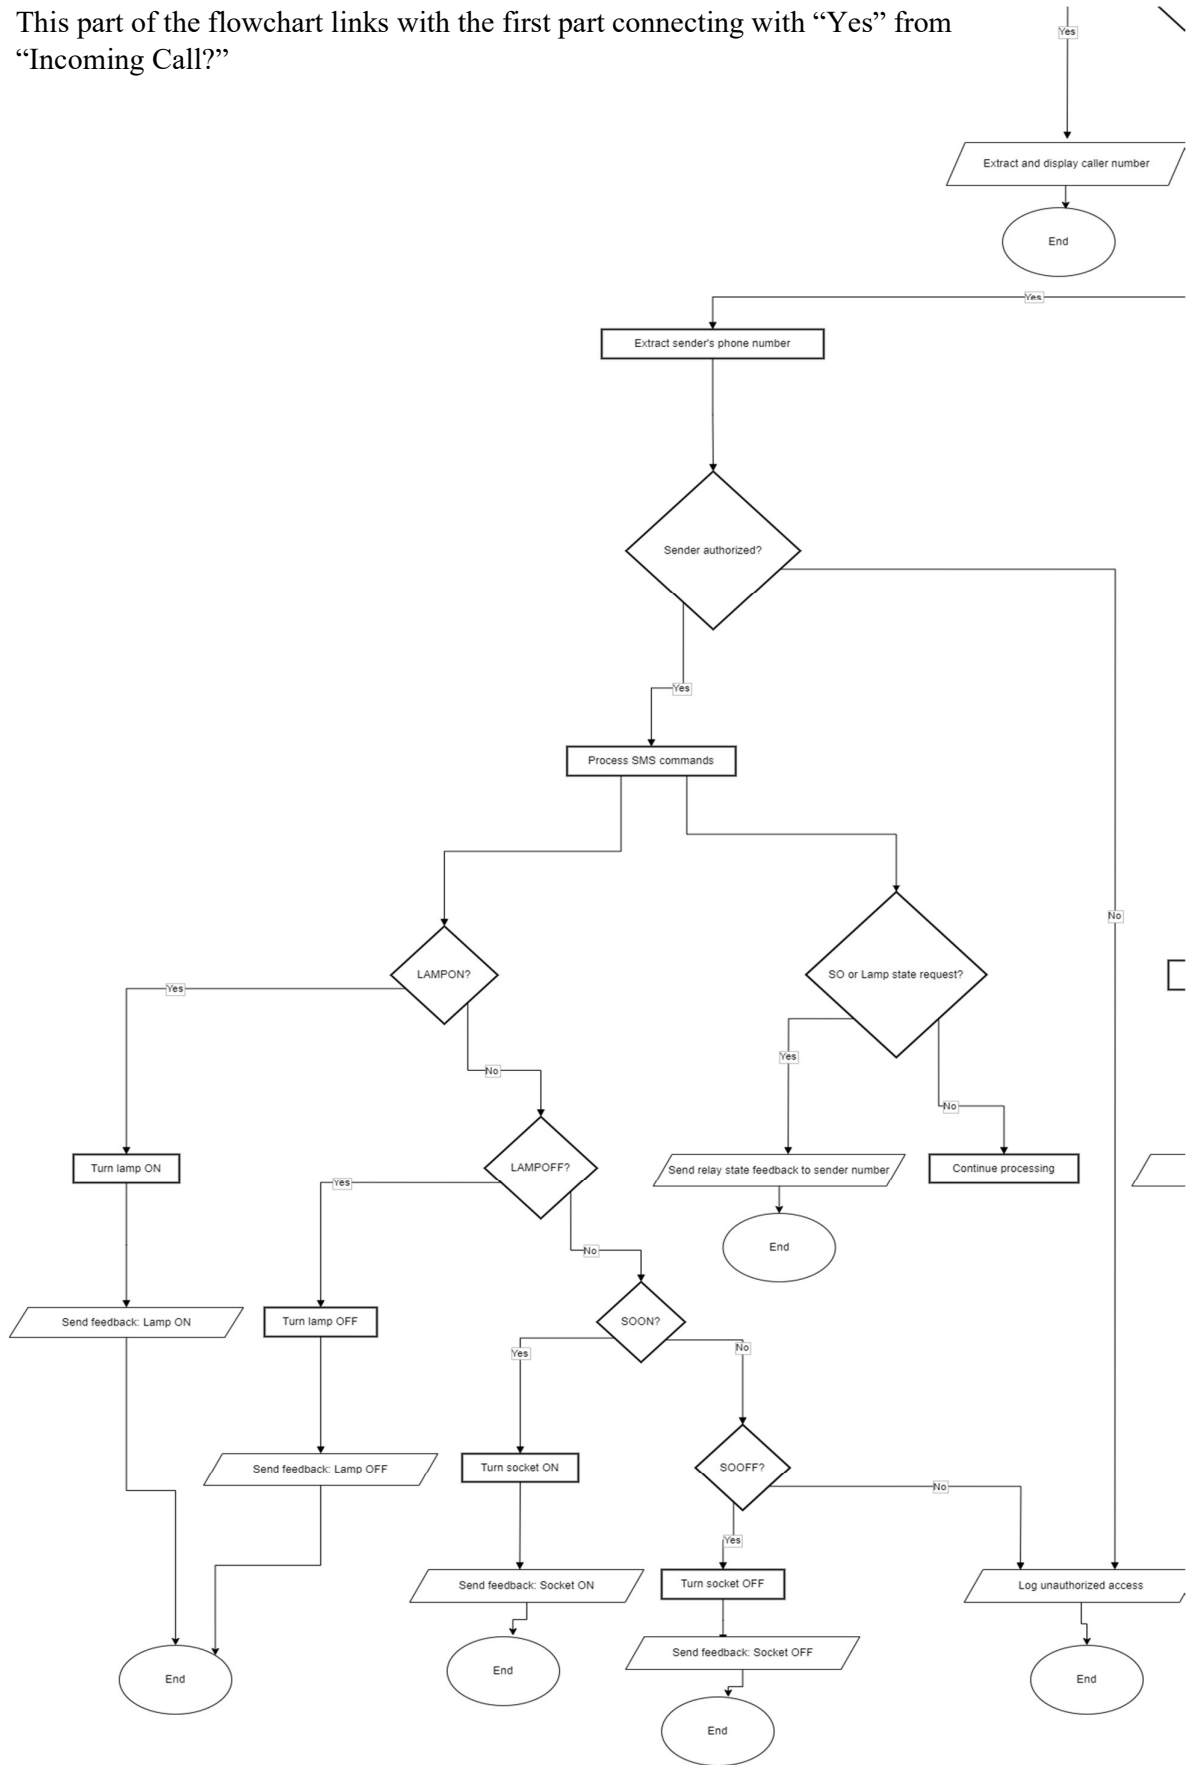 This part of the flowchart links with the first part connecting with “Yes” from
“Incoming Call?”
Yes
Extract and display caller number
End
Yes
Extract sender's phone number
Sender authorized?
Yes
Process SMS commands
No
LAMPON?
SO or Lamp state request?
Yes
Yes
No
No
Turn lamp ON
LAMPOFF?
Send relay state feedback to sender number
Continue processing
Yes
End
No
Send feedback: Lamp ON
Turn lamp OFF
SOON?
Yes
No
Send feedback: Lamp OFF
Turn socket ON
SOOFF?
No
Yes
Send feedback: Socket ON
Turn socket OFF
Log unauthorized access
Send feedback: Socket OFF
End
End
End
End